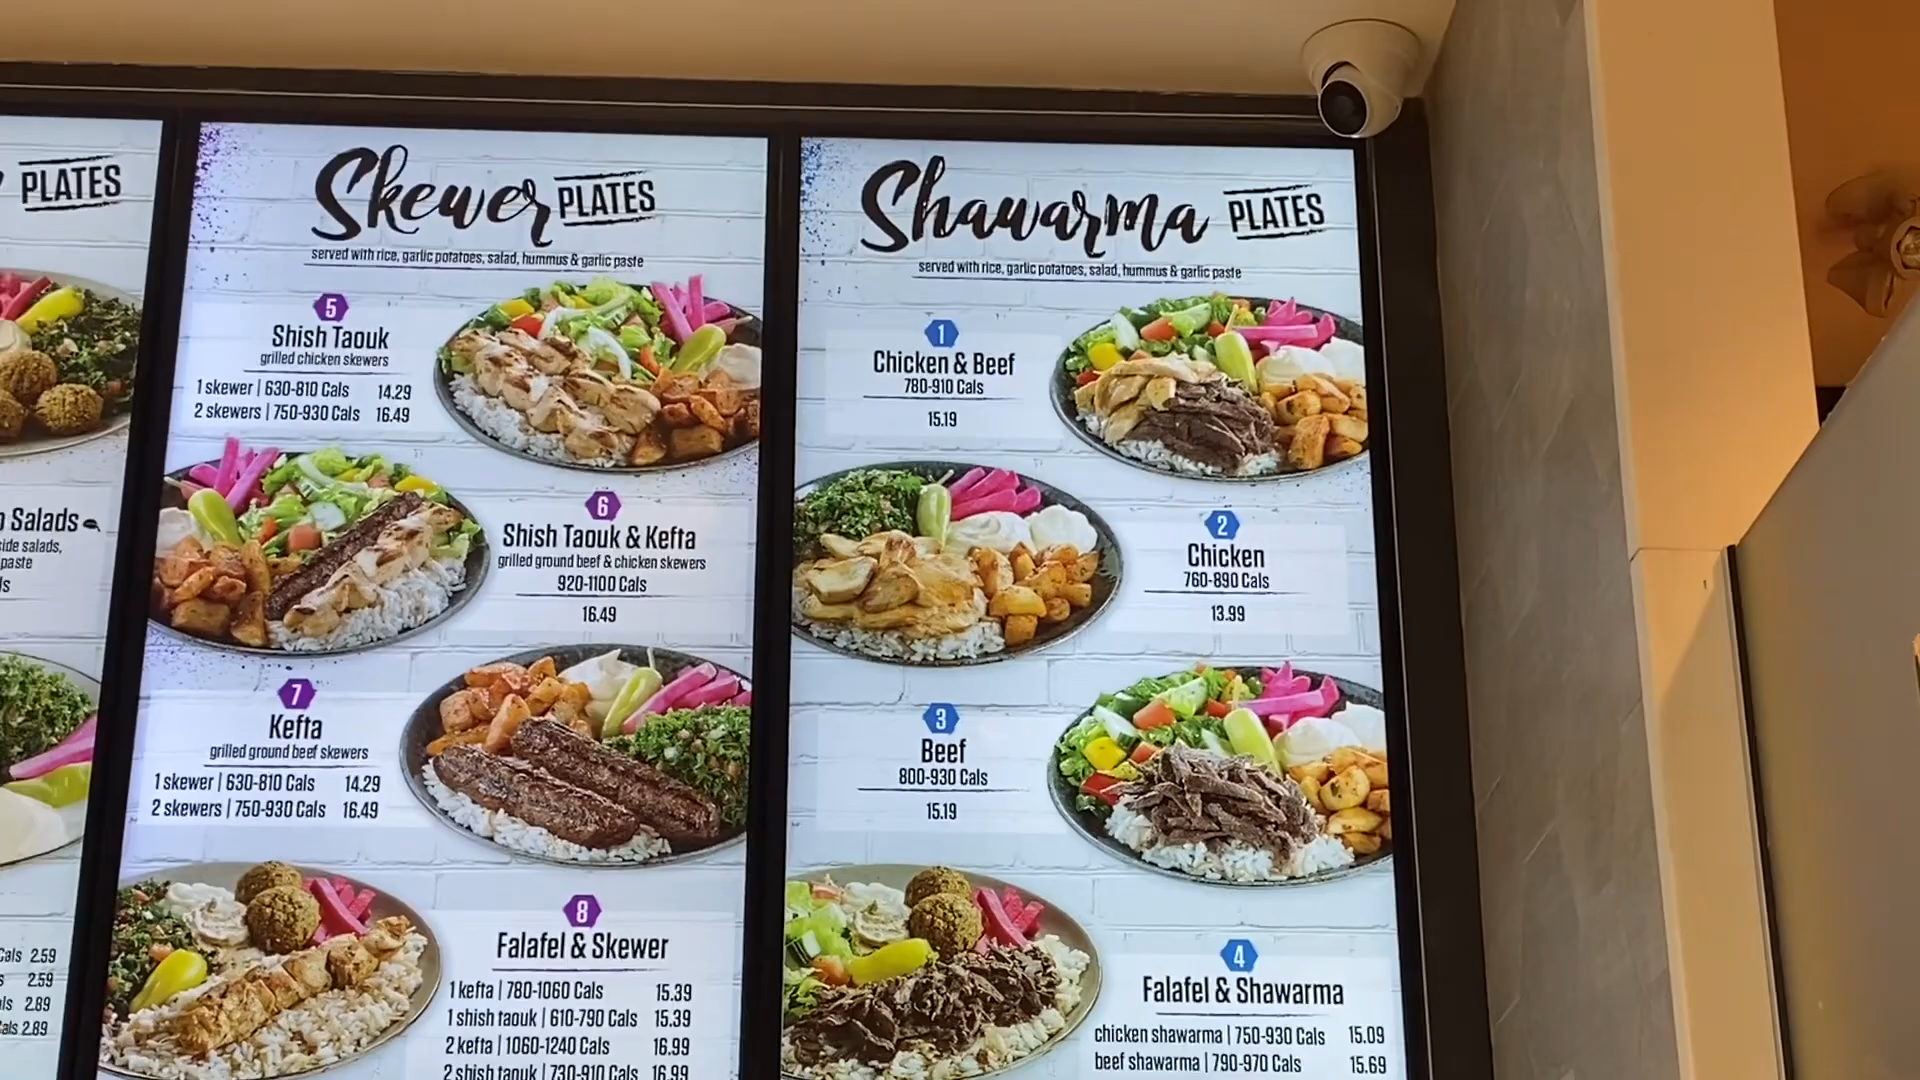 PLATES
Salads
side salads,
paste
Cals 2.59
2.59
2.89
Cals 2.89
Skewer PLATES
served with rice, garlic potatoes, salad, hummus & garlic paste
5
Shish Taouk
grilled chicken skewers
1 skewer | 630-810 Cals 14.29
2 skewers | 750-930 Cals 16.49
6
Shish Taouk & Kefta
grilled ground beef & chicken skewers
920-1100 Cals
16.49
7
Kefta
grilled ground beef skewers
1 skewer | 630-810 Cals 14.29
2 skewers | 750-930 Cals 16.49
8
Falafel & Skewer
1 kefta | 780-1060 Cals 15.39
1 shish taouk | 610-790 Cals 15.39
2 kefta | 1060-1240 Cals 16.99
2 shish taouk | 730-910 Cals 16.99
Shawarma PLATES
served with rice, garlic potatoes, salad, hummus & garlic paste
1
Chicken & Beef
780-910 Cals
15.19
2
Chicken
760-890 Cals
13.99
3
Beef
800-930 Cals
15.19
4
Falafel & Shawarma
chicken shawarma | 750-930 Cals 15.09
beef shawarma | 790-970 Cals 15.69